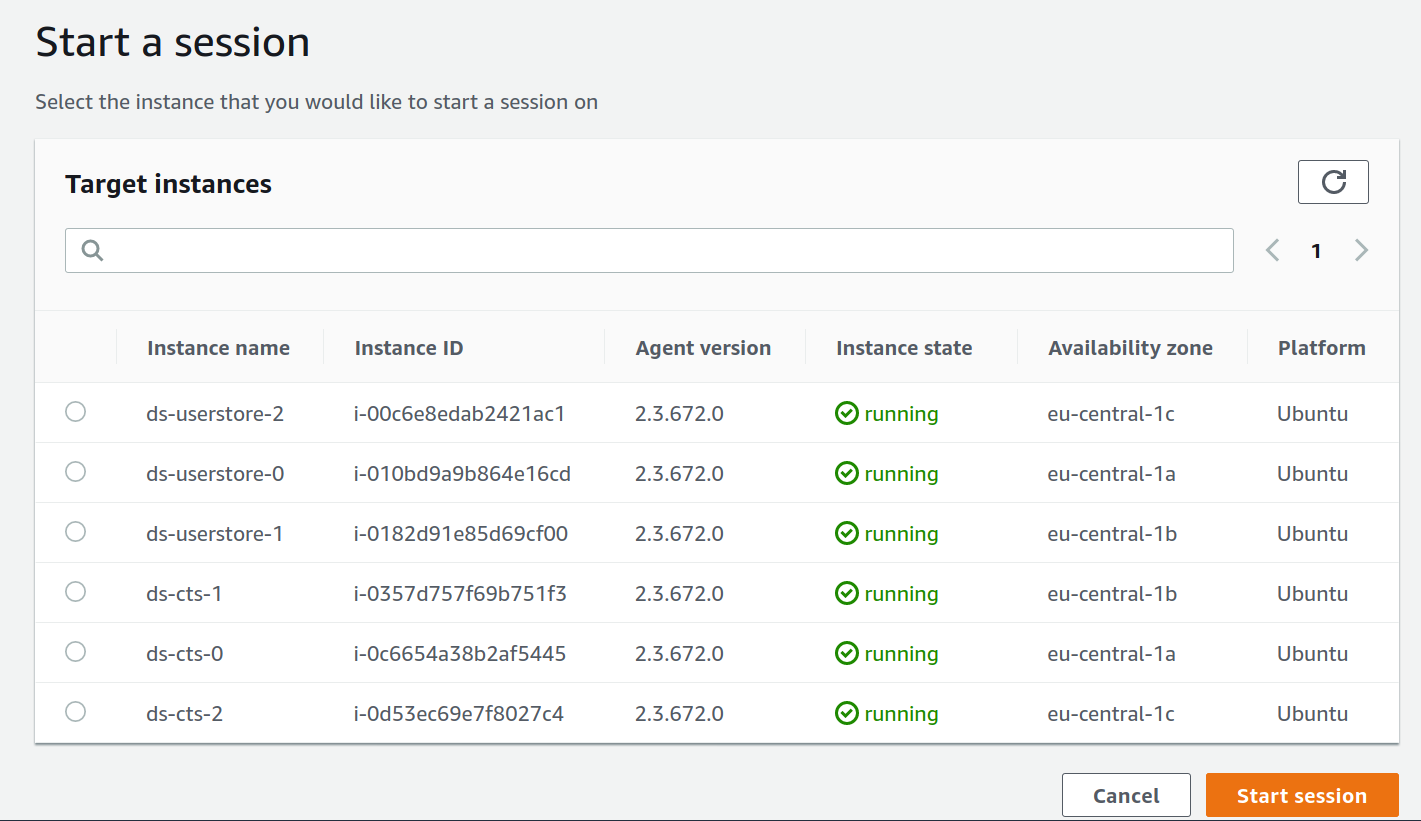 Start a session
Select the instance that you would like to start a session on
Target instances
1
Instance name Instance ID Agent version Instance state Availability zone Platform
ds-userstore-2 i-00c6e8edab2421ac1 2.3.672.0 running eu-central-1c Ubuntu
ds-userstore-0 i-010bd9a9b864e16cd 2.3.672.0 running eu-central-1a Ubuntu
ds-userstore-1 i-0182d91e85d69cf00 2.3.672.0 running eu-central-1b Ubuntu
ds-cts-1 i-0357d757f69b751f3 2.3.672.0 running eu-central-1b Ubuntu
ds-cts-0 i-0c6654a38b2af5445 2.3.672.0 running eu-central-1a Ubuntu
ds-cts-2 i-0d53ec69e7f8027c4 2.3.672.0 running eu-central-1c Ubuntu
Cancel Start session